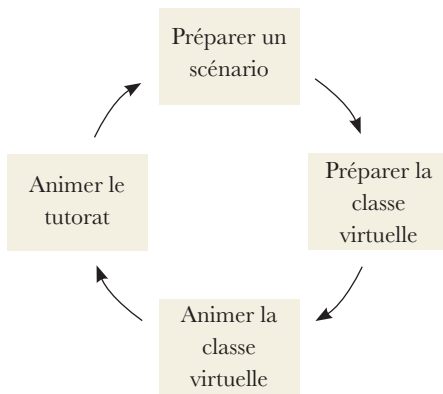 Préparer un
scénario
Préparer la
classe
virtuelle
Animer la
classe
virtuelle
Animer le
tutorat